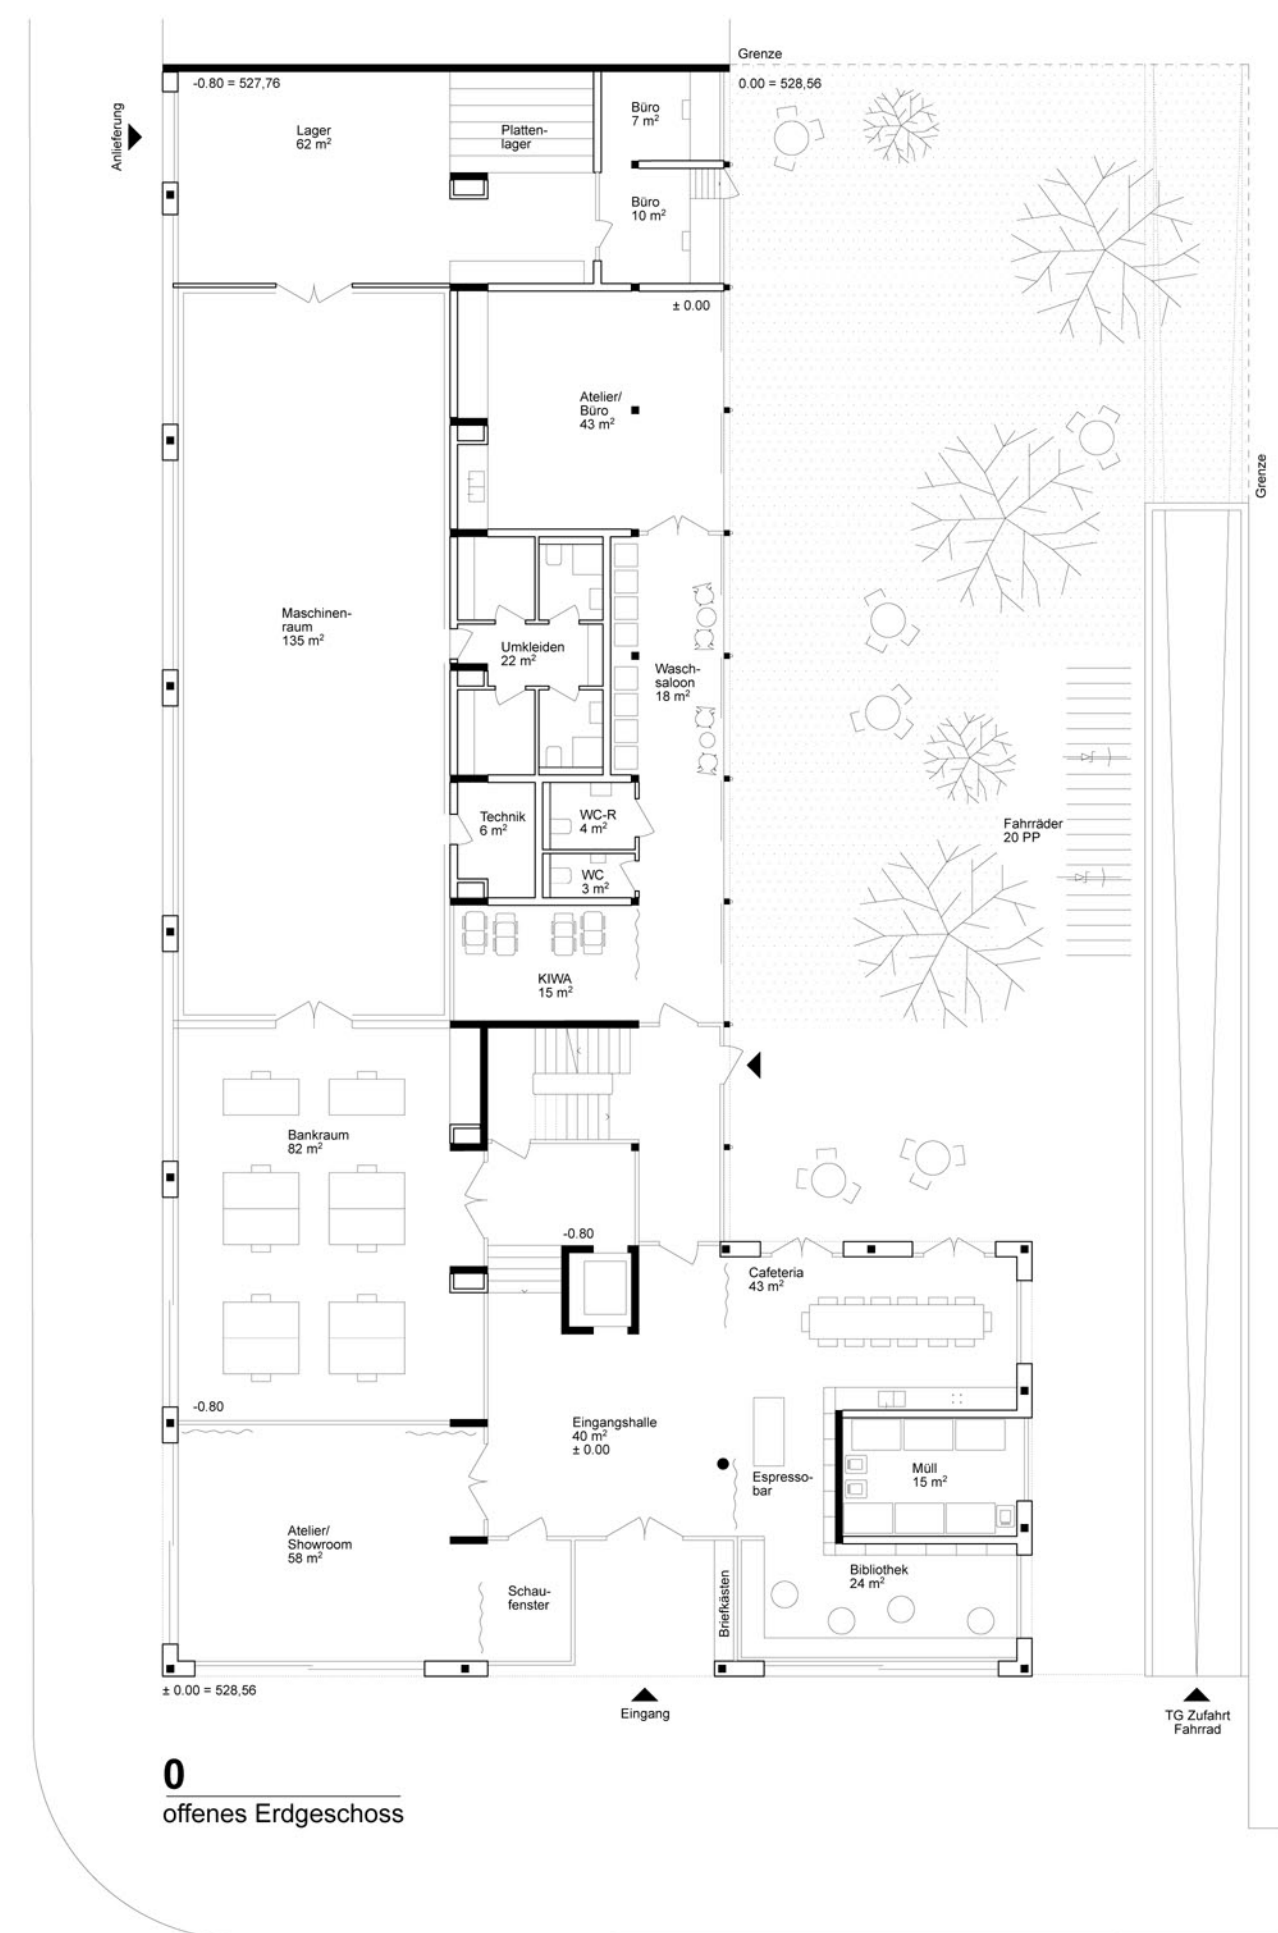 Grenze
-0.80 = 527,76
0.00 = 528,56
Anlieferung
Lager
62 m²
Platten-
lager
Büro
7 m²
Büro
10 m²
± 0.00
Atelier/
Büro
43 m²
Grenze
Maschinen-
raum
135 m²
Umkleiden
22 m²
Wasch-
saloon
18 m²
Technik
6 m²
WC-R
4 m²
WC
3 m²
Fahrräder
20 PP
KIWA
15 m²
Bankraum
82 m²
-0.80
Cafeteria
43 m²
-0.80
Eingangshalle
40 m²
± 0.00
Espresso-
bar
Müll
15 m²
Atelier/
Showroom
58 m²
Schau-
fenster
Briefkästen
Bibliothek
24 m²
± 0.00 = 528,56
Eingang
TG Zufahrt
Fahrrad
0
offenes Erdgeschoss